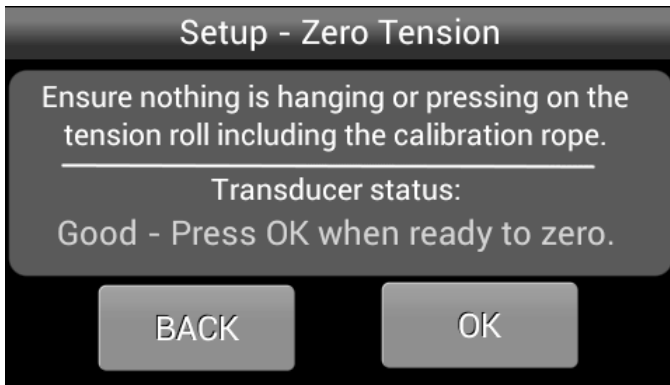 Setup - Zero Tension
Ensure nothing is hanging or pressing on the
tension roll including the calibration rope.
Transducer status:
Good - Press OK when ready to zero.
BACK
OK